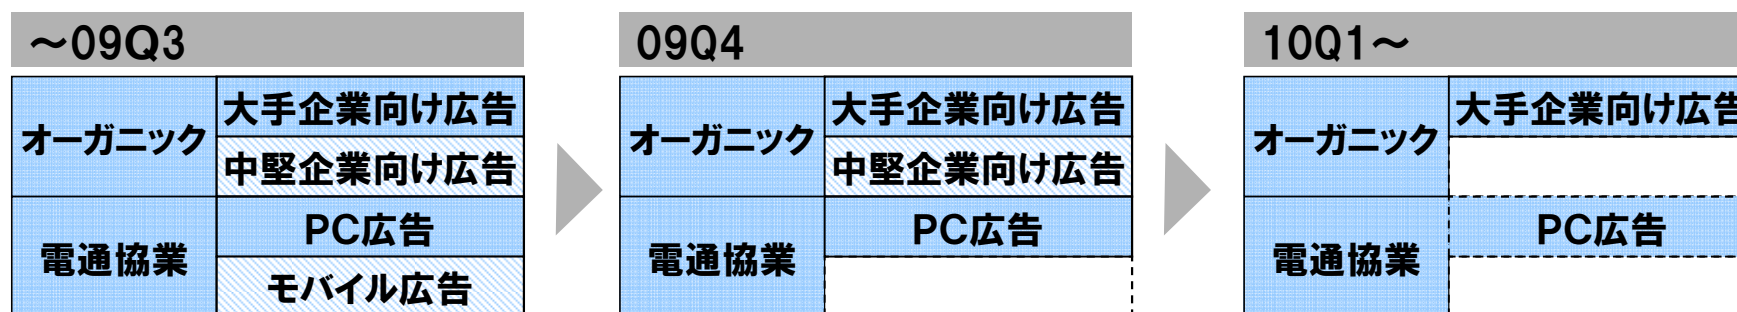 ～09Q3
オーガニック
大手企業向け広告
中堅企業向け広告
電通協業
PC広告
モバイル広告
09Q4
オーガニック
大手企業向け広告
中堅企業向け広告
電通協業
PC広告
10Q1～
オーガニック
大手企業向け広告
電通協業
PC広告